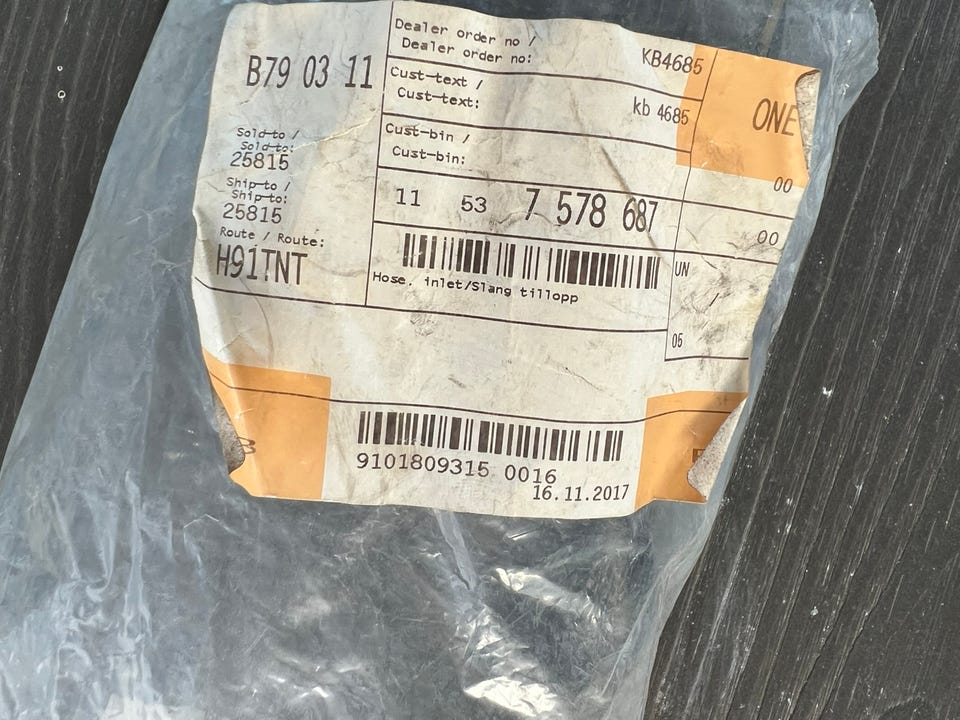 B79 03 11
Sold-to /
Sold-to:
25815
Ship-to /
Ship-to:
25815
Route / Route:
H91TNT
Dealer order no /
Dealer order no:
KB4685
Cust-text /
Cust-text:
kb 4685
Cust-bin /
Cust-bin:
11 53 7 578 687
Hose, inlet/Slang tillopp
ONE
00
00
UN
/
05
9101809315 0016
16.11.2017